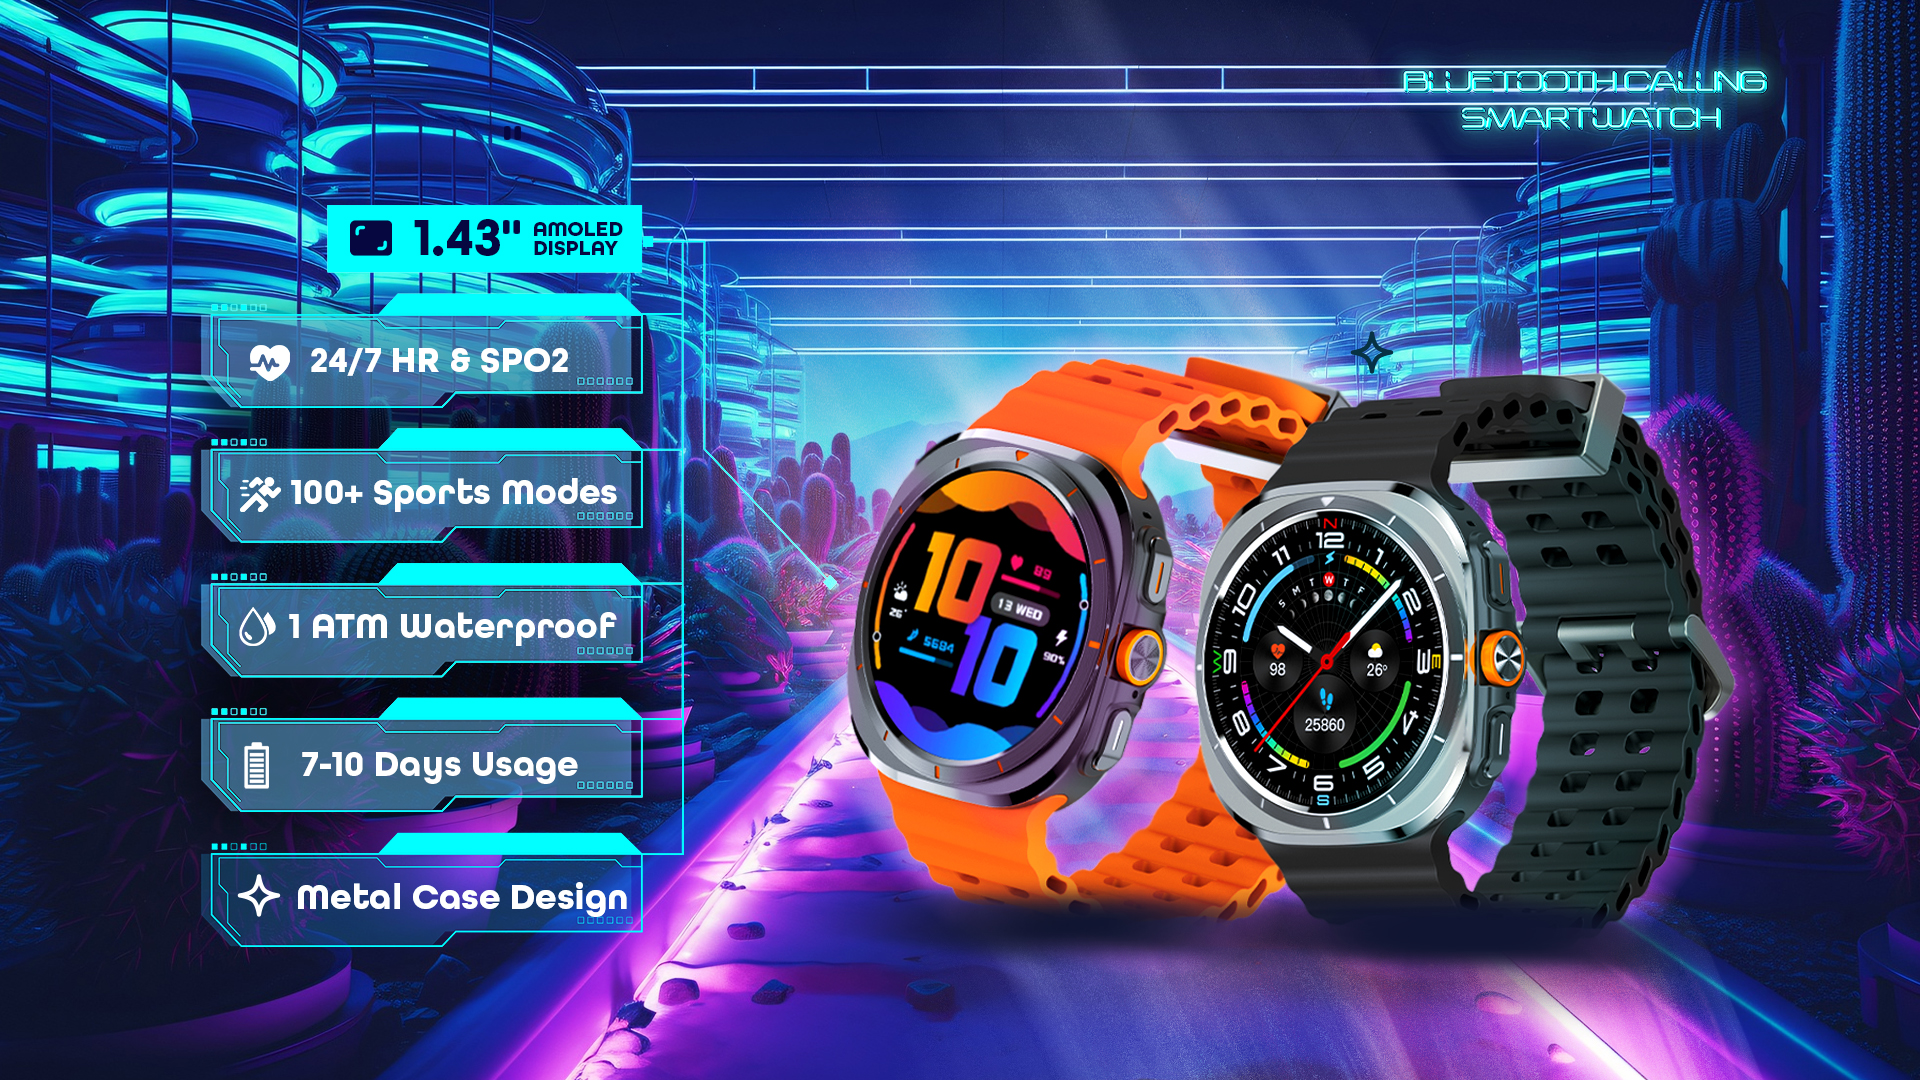 BLUETOOTH CALLING
SMARTWATCH
1.43" AMOLED
DISPLAY
24/7 HR & SPO2
100+ Sports Modes
1 ATM Waterproof
7-10 Days Usage
Metal Case Design
10
89
13 WED
26°
5684
10
90%
N
12
11
1
10
2
9
3
E
8
4
7
5
6
S
S M T W T F S
98
26°
25860